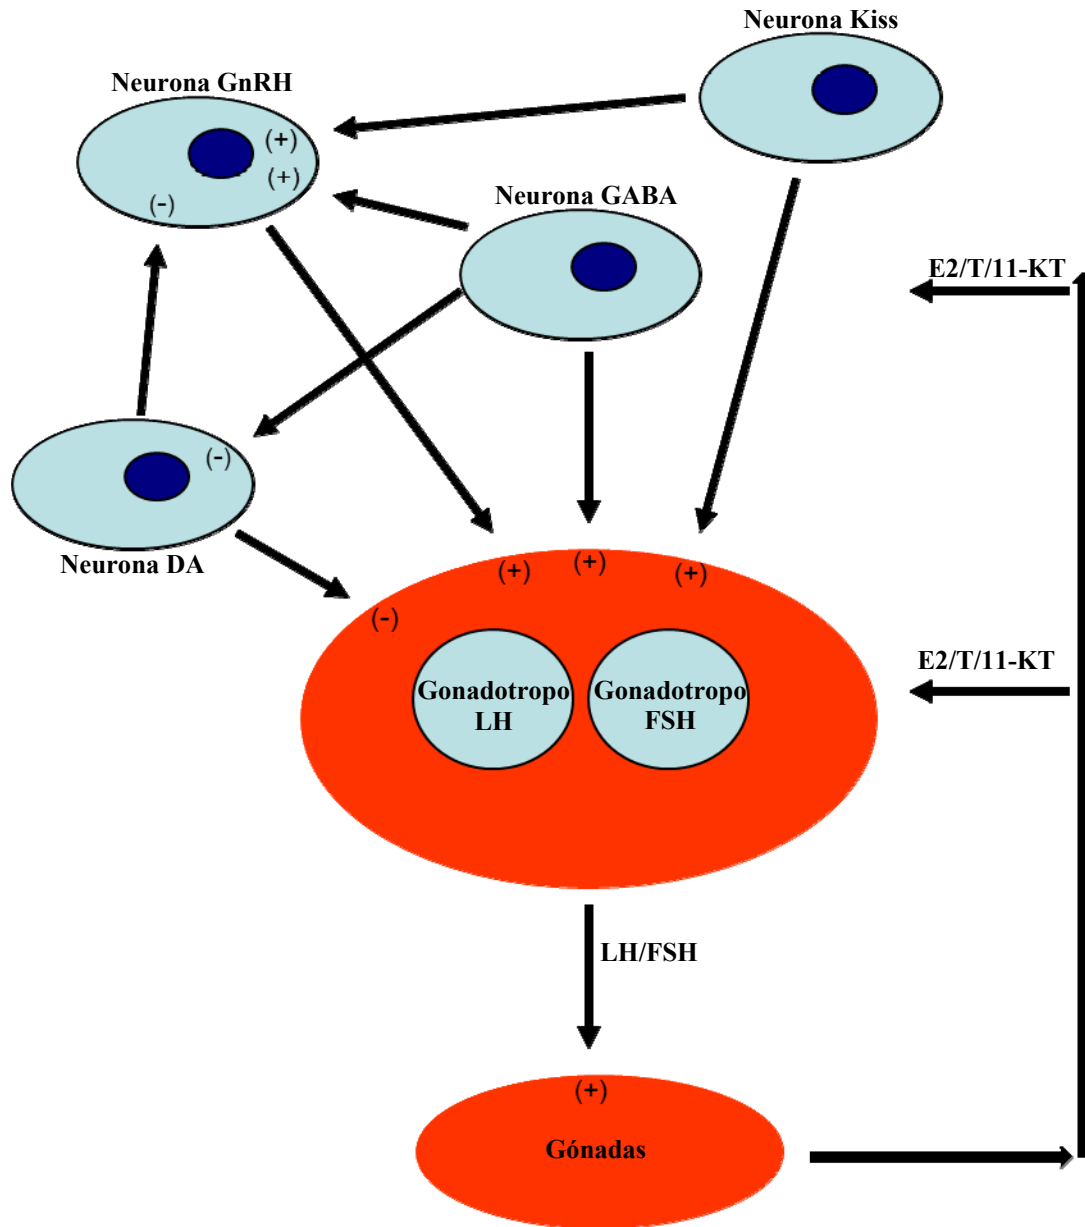 Neurona Kiss
Neurona GnRH
(+)
(+)
(-)
Neurona GABA
E2/T/11-KT
(-)
Neurona DA
(+)
(+)
(+)
(-)
Gonadotropo
LH
Gonadotropo
FSH
E2/T/11-KT
LH/FSH
(+)
Gónadas